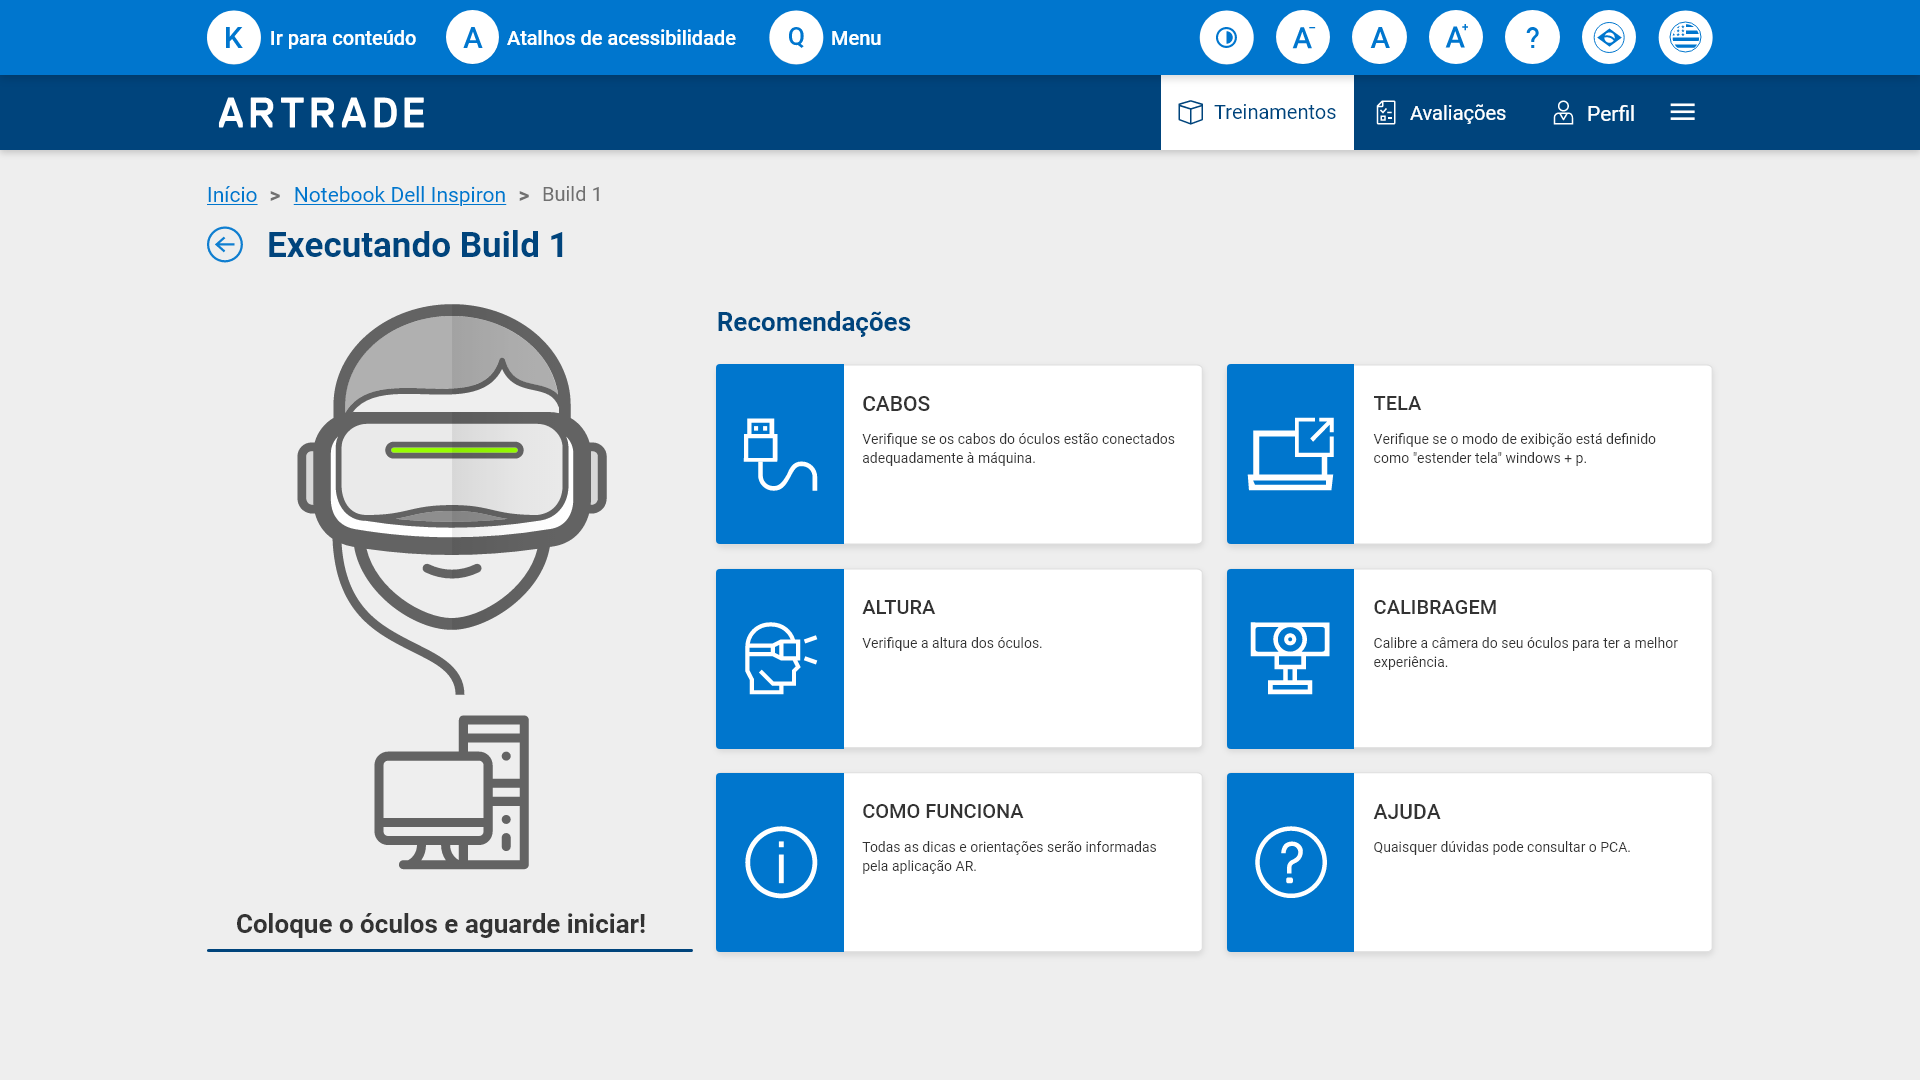 K Ir para conteúdo A Atalhos de acessibilidade Q Menu A- A A+ ?
ARTRADE Treinamentos Avaliações Perfil
Início > Notebook Dell Inspiron > Build 1
Executando Build 1
Recomendações
CABOS
Verifique se os cabos do óculos estão conectados
adequadamente à máquina.
TELA
Verifique se o modo de exibição está definido
como "estender tela" windows + p.
ALTURA
Verifique a altura dos óculos.
CALIBRAGEM
Calibre a câmera do seu óculos para ter a melhor
experiência.
COMO FUNCIONA
Todas as dicas e orientações serão informadas
pela aplicação AR.
AJUDA
Quaisquer dúvidas pode consultar o PCA.
Coloque o óculos e aguarde iniciar!